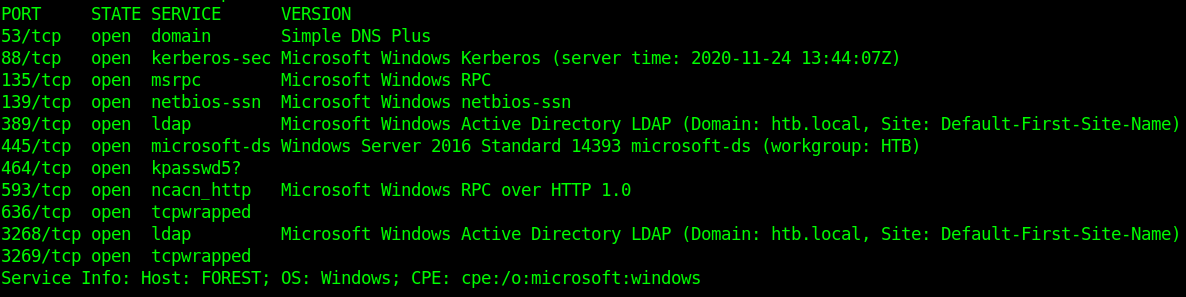 PORT     STATE SERVICE      VERSION
53/tcp   open  domain       Simple DNS Plus
88/tcp   open  kerberos-sec Microsoft Windows Kerberos (server time: 2020-11-24 13:44:07Z)
135/tcp  open  msrpc        Microsoft Windows RPC
139/tcp  open  netbios-ssn  Microsoft Windows netbios-ssn
389/tcp  open  ldap         Microsoft Windows Active Directory LDAP (Domain: htb.local, Site: Default-First-Site-Name)
445/tcp  open  microsoft-ds Windows Server 2016 Standard 14393 microsoft-ds (workgroup: HTB)
464/tcp  open  kpasswd5?
593/tcp  open  ncacn_http   Microsoft Windows RPC over HTTP 1.0
636/tcp  open  tcpwrapped
3268/tcp open  ldap         Microsoft Windows Active Directory LDAP (Domain: htb.local, Site: Default-First-Site-Name)
3269/tcp open  tcpwrapped
Service Info: Host: FOREST; OS: Windows; CPE: cpe:/o:microsoft:windows